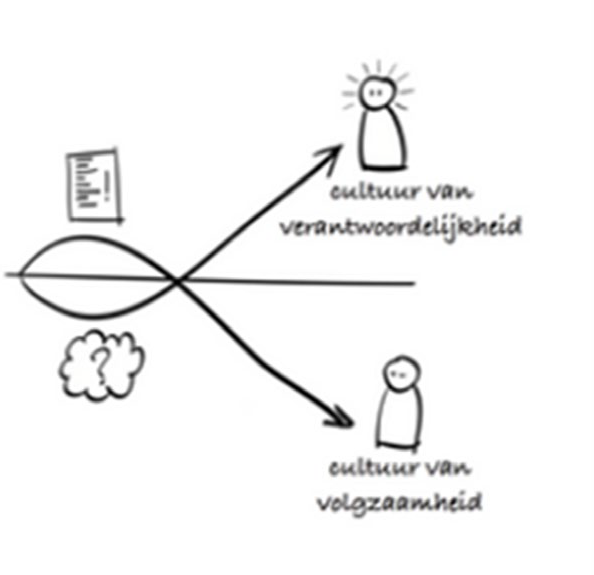 cultuur van
verantwoordelijkheid
?
cultuur van
volgzaamheid